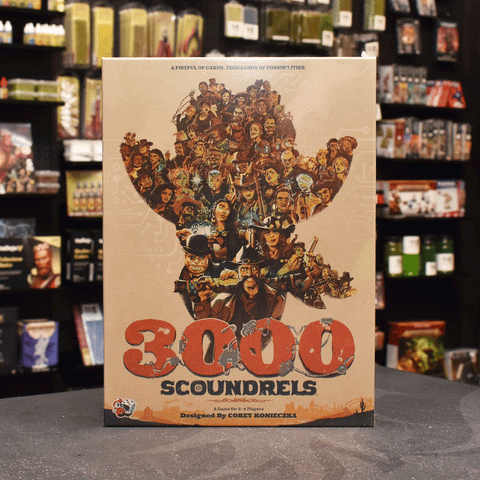 A FISTFUL OF CARDS. THOUSANDS OF POSSIBILITIES.
3000
SCOUNDRELS
A Game for 2-4 Players
Designed By COREY KONIECZKA